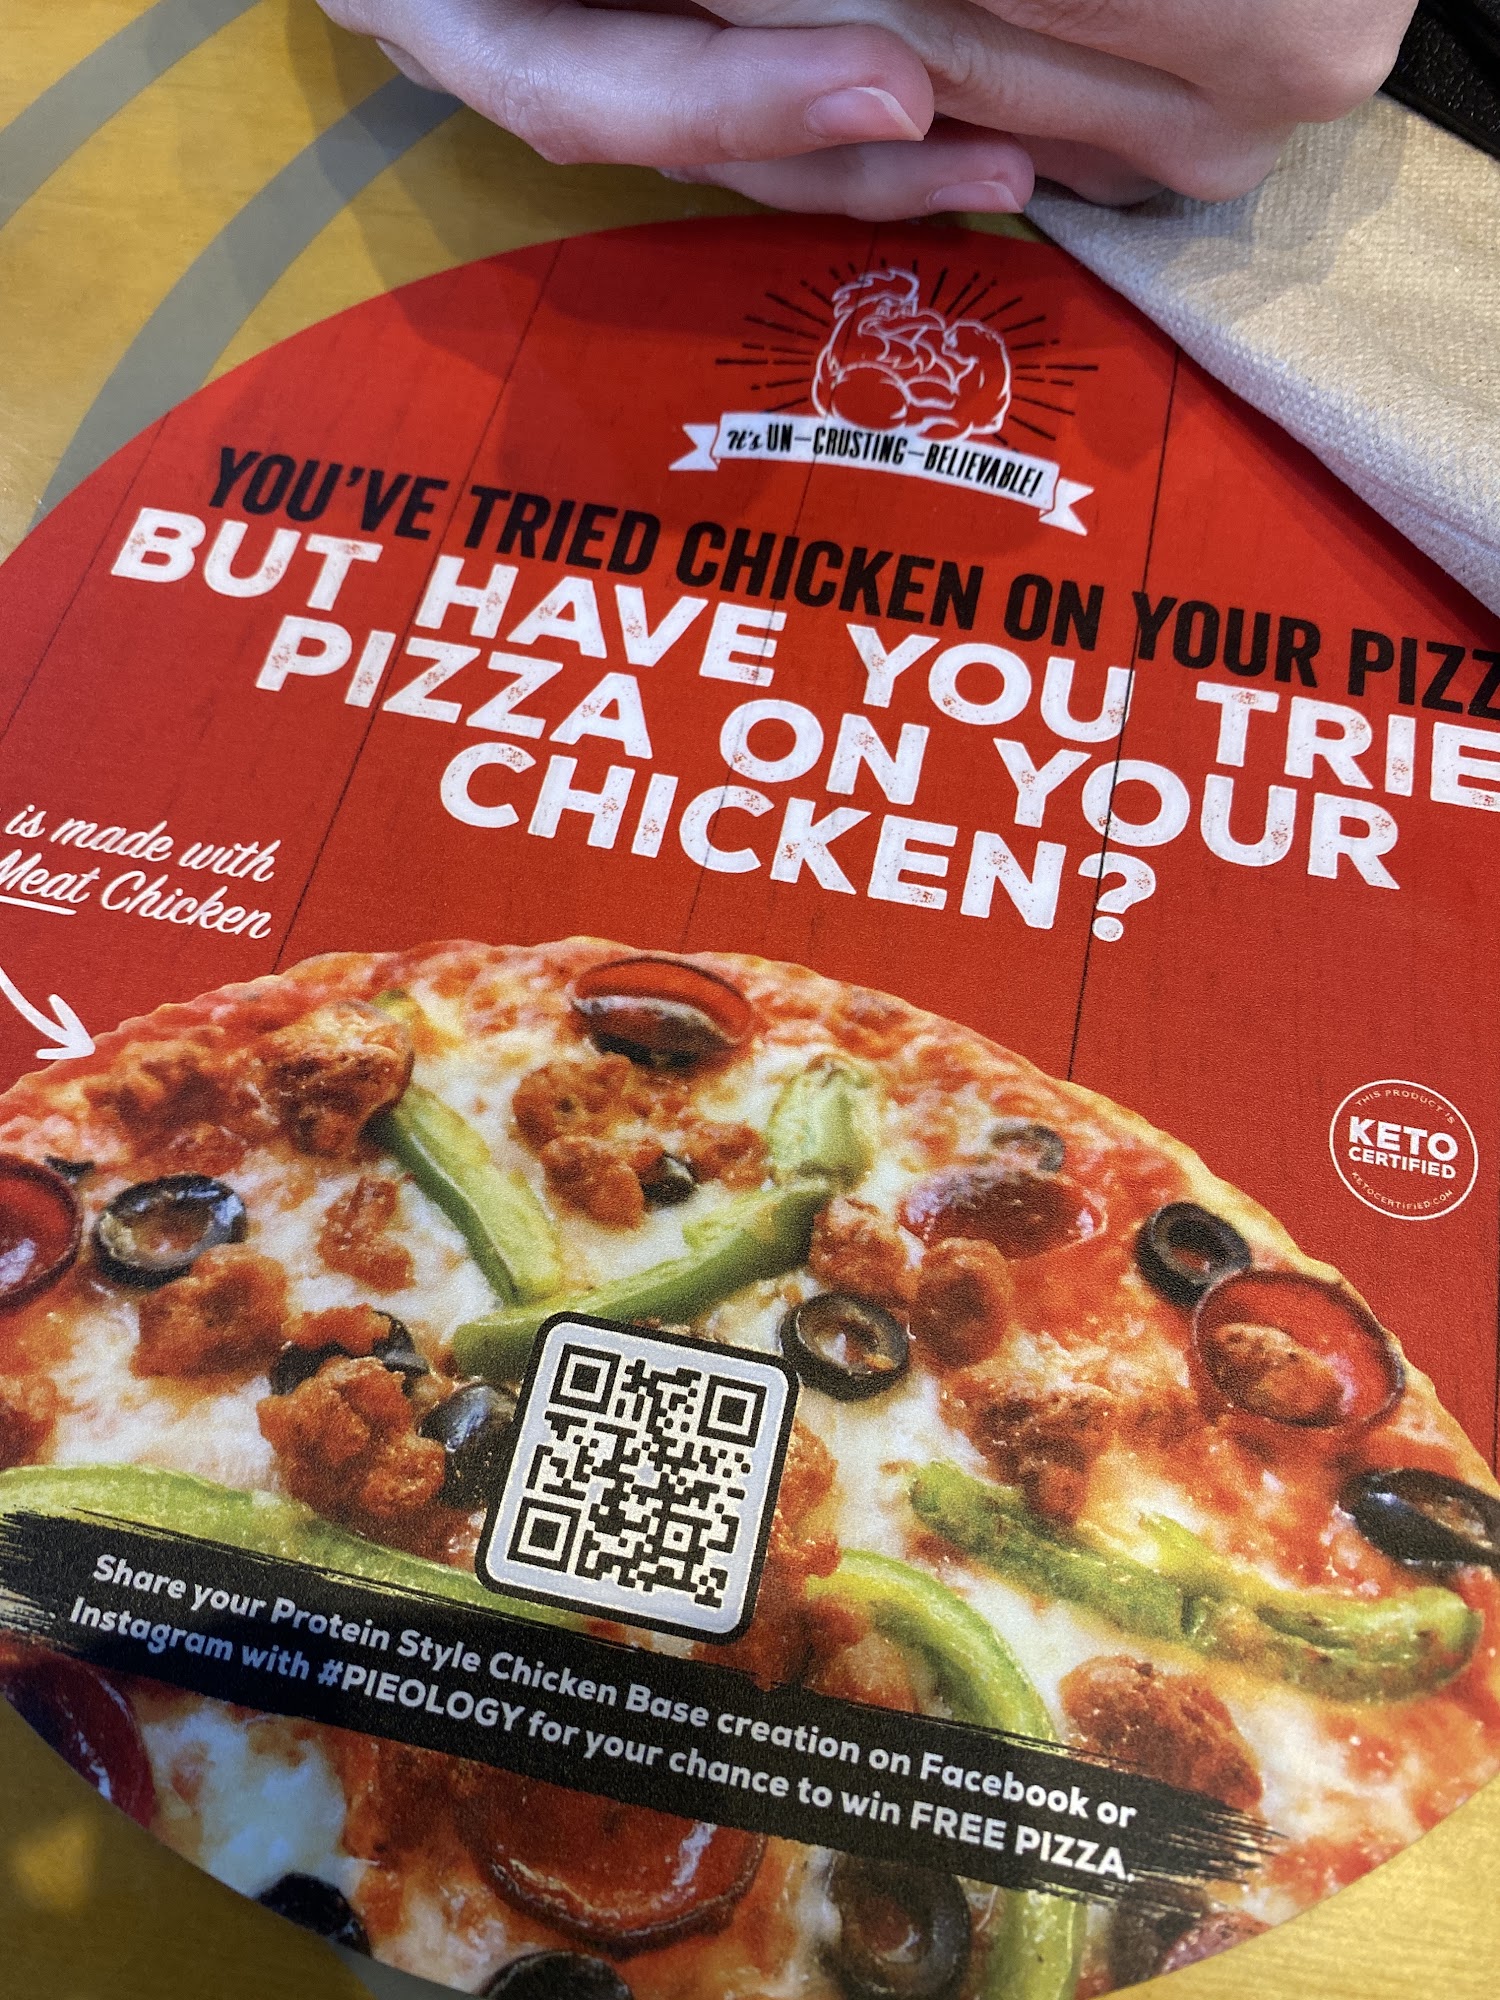 It's UN-CRUSTING-BELIEVABLE!
YOU'VE TRIED CHICKEN ON YOUR PIZZ
BUT HAVE YOU TRIE
PIZZA ON YOUR
CHICKEN?
is made with
Meat Chicken
THIS PRODUCT IS
KETO
CERTIFIED
KETOCERTIFIED.COM
Share your Protein Style Chicken Base creation on Facebook or
Instagram with #PIEOLOGY for your chance to win FREE PIZZA.